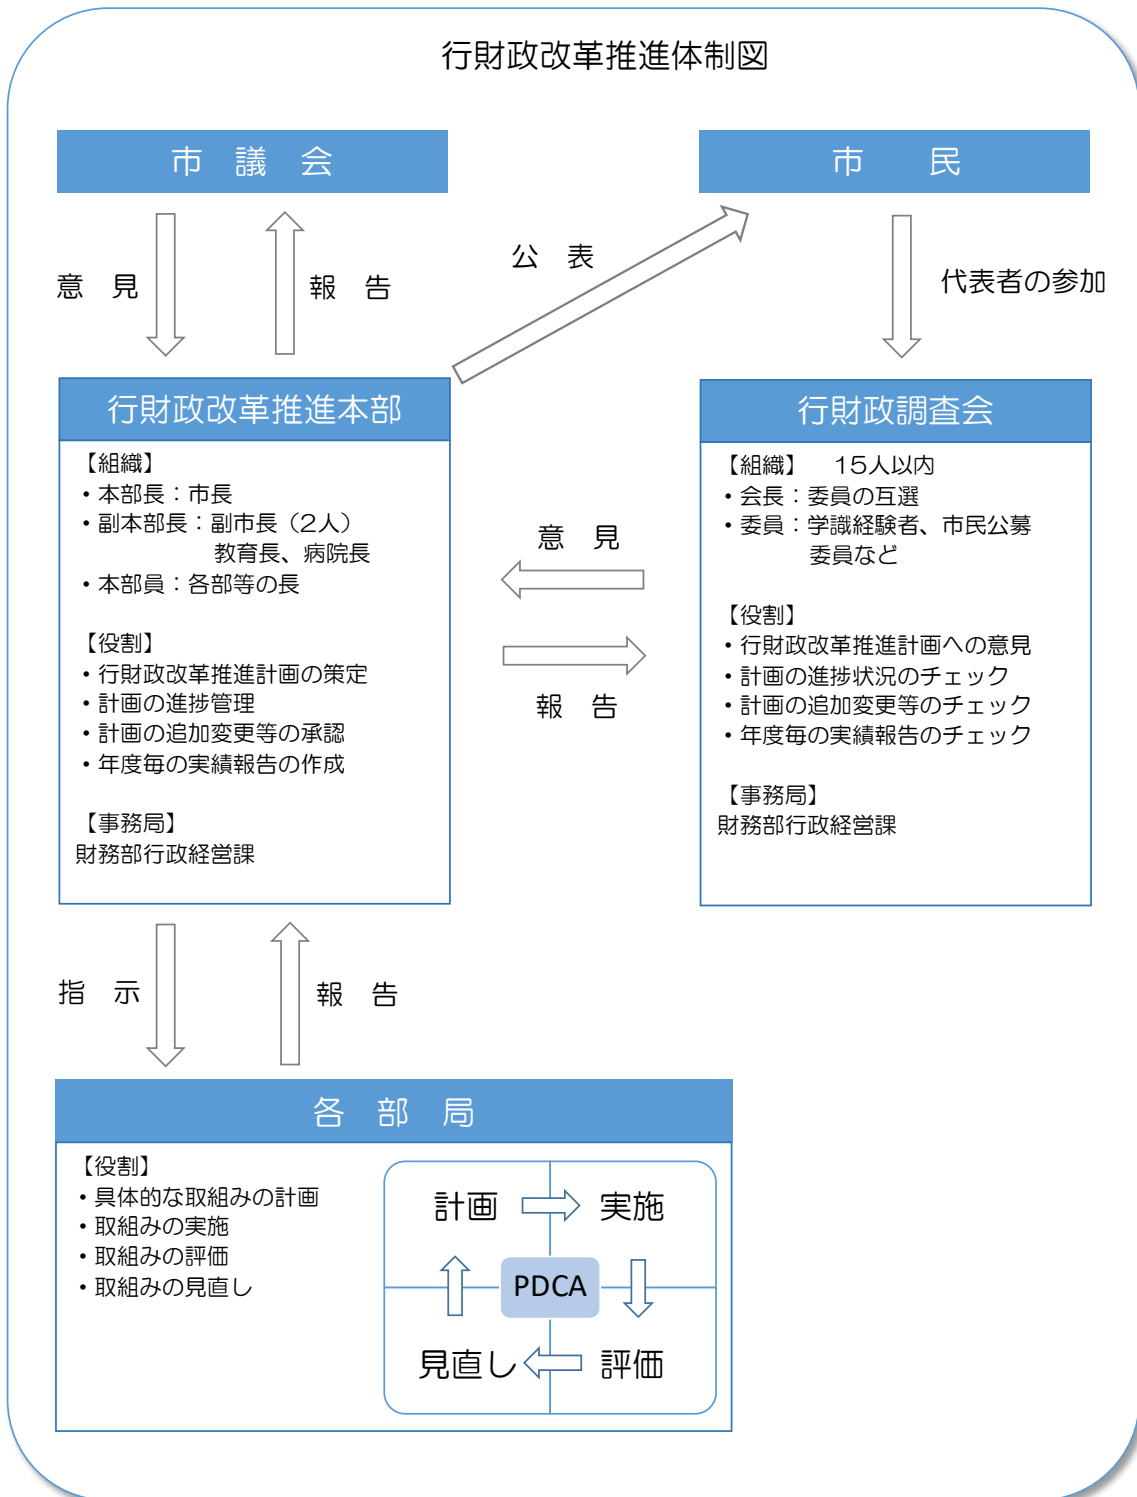 行財政改革推進体制図
市　議　会
市　　民
意　見
報　告
公　表
代表者の参加
行財政改革推進本部
【組織】
・本部長：市長
・副本部長：副市長（2人）
教育長、病院長
・本部員：各部等の長
【役割】
・行財政改革推進計画の策定
・計画の進捗管理
・計画の追加変更等の承認
・年度毎の実績報告の作成
【事務局】
財務部行政経営課
意　見
報　告
行財政調査会
【組織】　15人以内
・会長：委員の互選
・委員：学識経験者、市民公募
委員など
【役割】
・行財政改革推進計画への意見
・計画の進捗状況のチェック
・計画の追加変更等のチェック
・年度毎の実績報告のチェック
【事務局】
財務部行政経営課
指　示
報　告
各　部　局
【役割】
・具体的な取組みの計画
・取組みの実施
・取組みの評価
・取組みの見直し
計画
実施
PDCA
見直し
評価